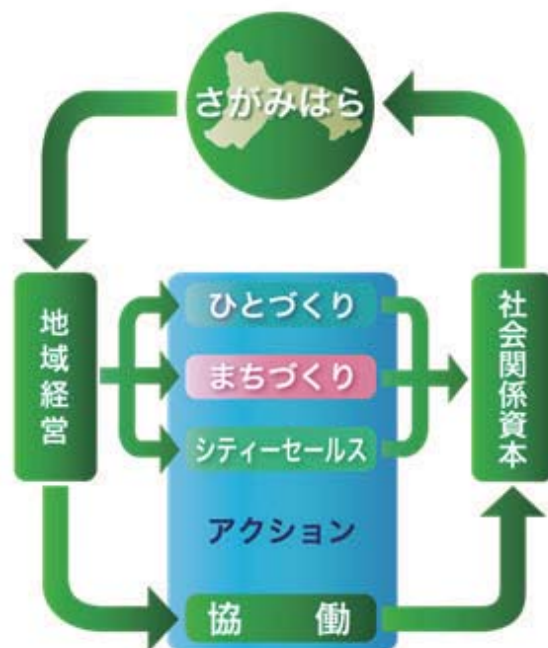 さがみはら
地域経営
ひとづくり
まちづくり
シティーセールス
アクション
協働
社会関係資本